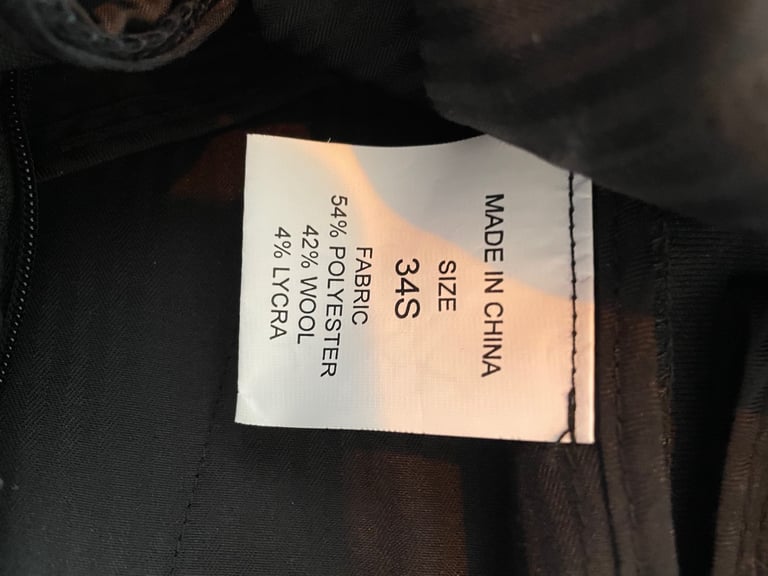 MADE IN CHINA
SIZE
34S
FABRIC
54% POLYESTER
42% WOOL
4% LYCRA